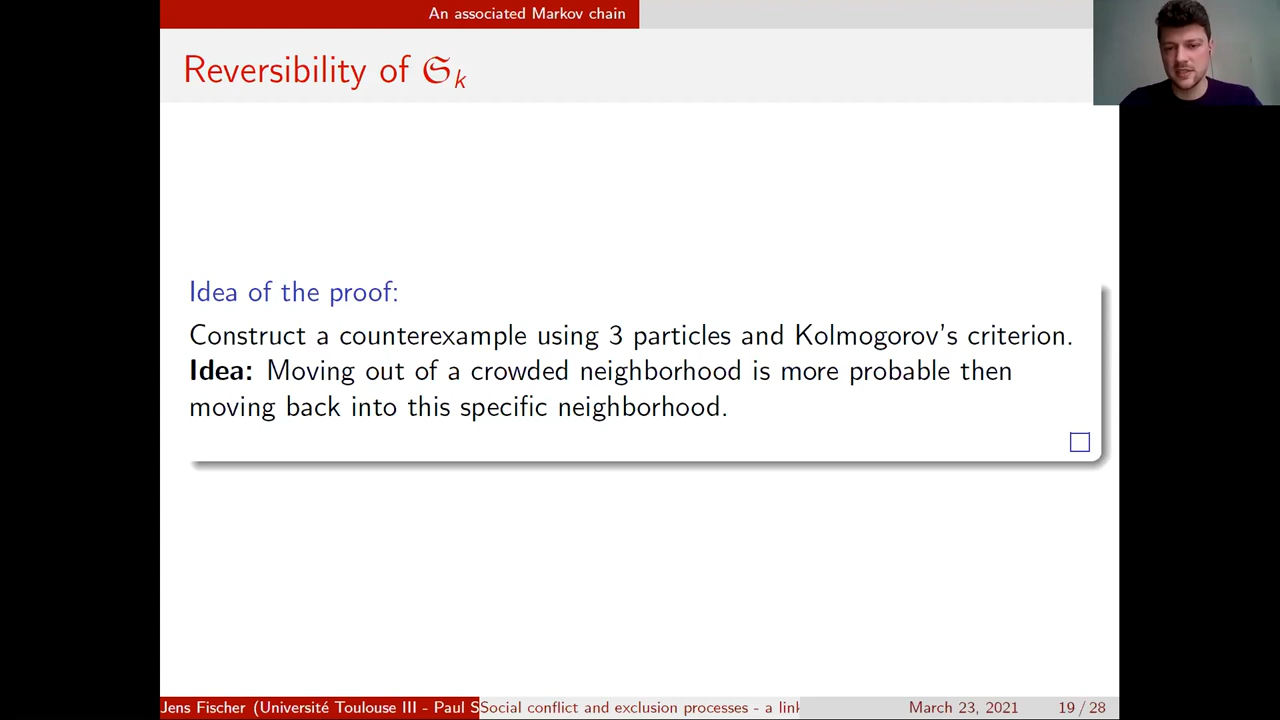 An associated Markov chain
Reversibility of 𝔖k
Idea of the proof:
Construct a counterexample using 3 particles and Kolmogorov's criterion.
Idea: Moving out of a crowded neighborhood is more probable then
moving back into this specific neighborhood.
Jens Fischer (Université Toulouse III - Paul S
Social conflict and exclusion processes - a link
March 23, 2021
19 / 28